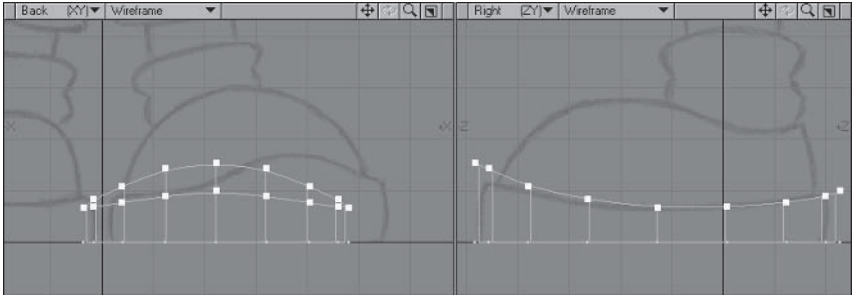 Back (XY) Wireframe
Right (ZY) Wireframe
X X Z Z